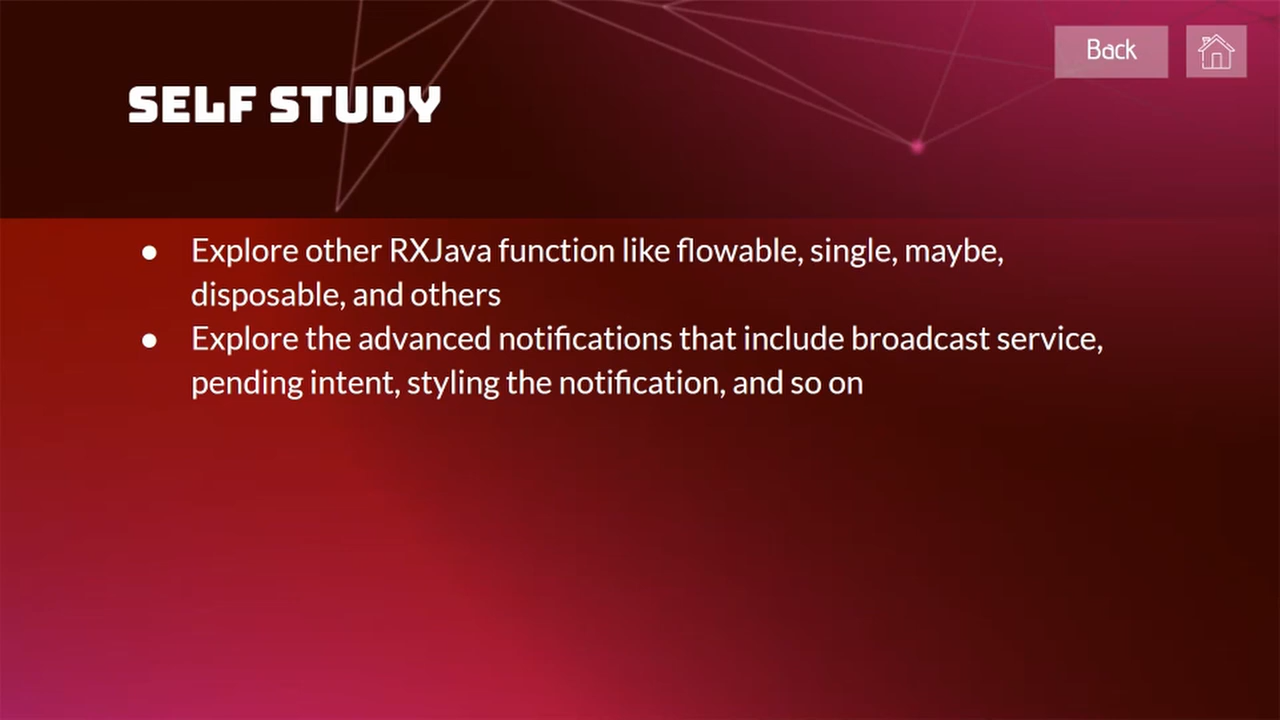 Back
SELF STUDY
● Explore other RXJava function like flowable, single, maybe,
disposable, and others
● Explore the advanced notifications that include broadcast service,
pending intent, styling the notification, and so on